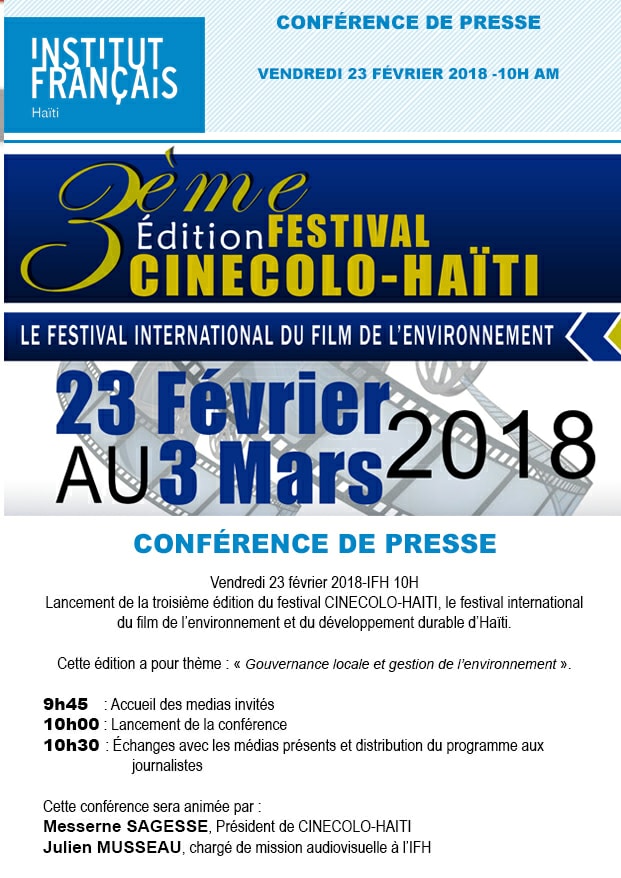 INSTITUT
FRANÇAIS
Haïti
CONFÉRENCE DE PRESSE
VENDREDI 23 FÉVRIER 2018 -10H AM
3ème
Édition FESTIVAL
CINECOLO-HAÏTI
LE FESTIVAL INTERNATIONAL DU FILM DE L'ENVIRONNEMENT
23 Février
AU 3 Mars 2018
CONFÉRENCE DE PRESSE
Vendredi 23 février 2018-IFH 10H
Lancement de la troisième édition du festival CINECOLO-HAITI, le festival international
du film de l'environnement et du développement durable d'Haïti.
Cette édition a pour thème : « Gouvernance locale et gestion de l'environnement ».
9h45 : Accueil des medias invités
10h00 : Lancement de la conférence
10h30 : Échanges avec les médias présents et distribution du programme aux
journalistes
Cette conférence sera animée par :
Messerne SAGESSE, Président de CINECOLO-HAITI
Julien MUSSEAU, chargé de mission audiovisuelle à l'IFH